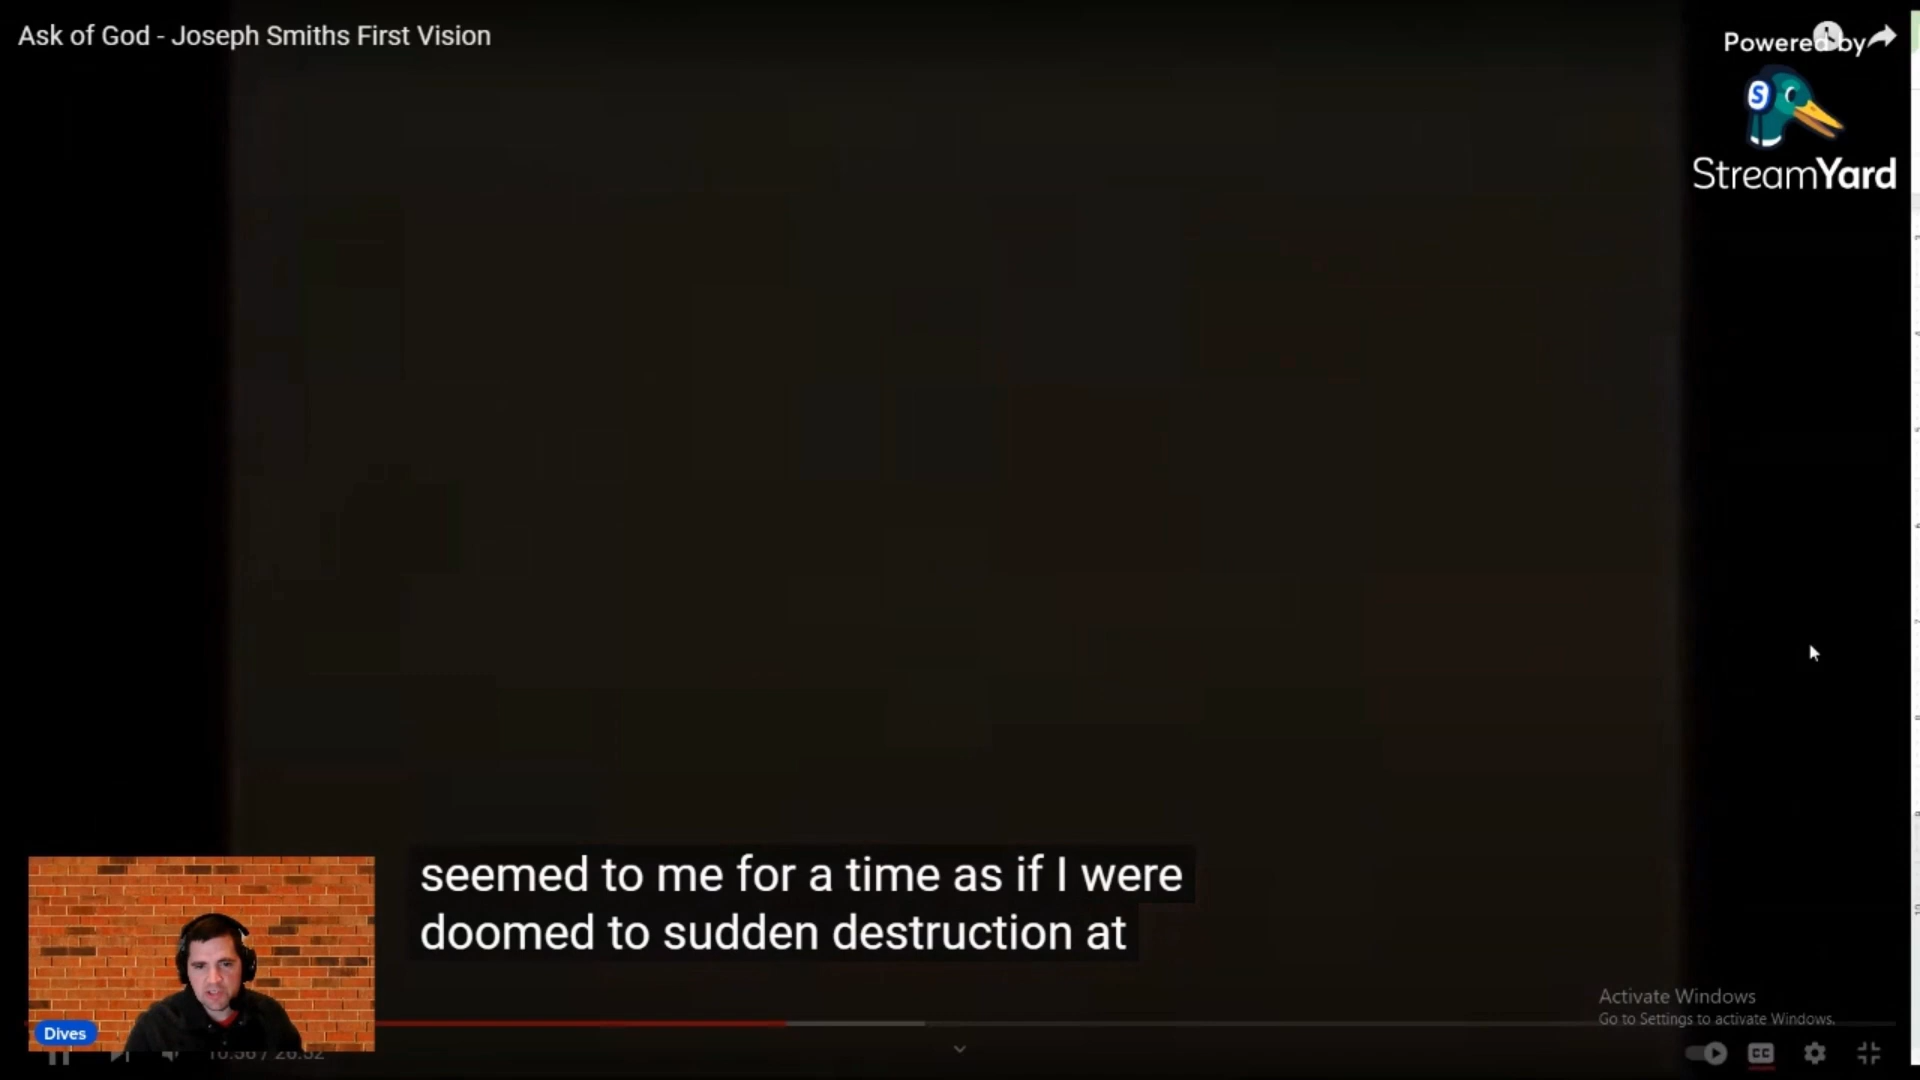 Ask of God - Joseph Smiths First Vision
Powered by
S
StreamYard
seemed to me for a time as if I were
doomed to sudden destruction at
Activate Windows
Go to Settings to activate Windows.
Dives
CC